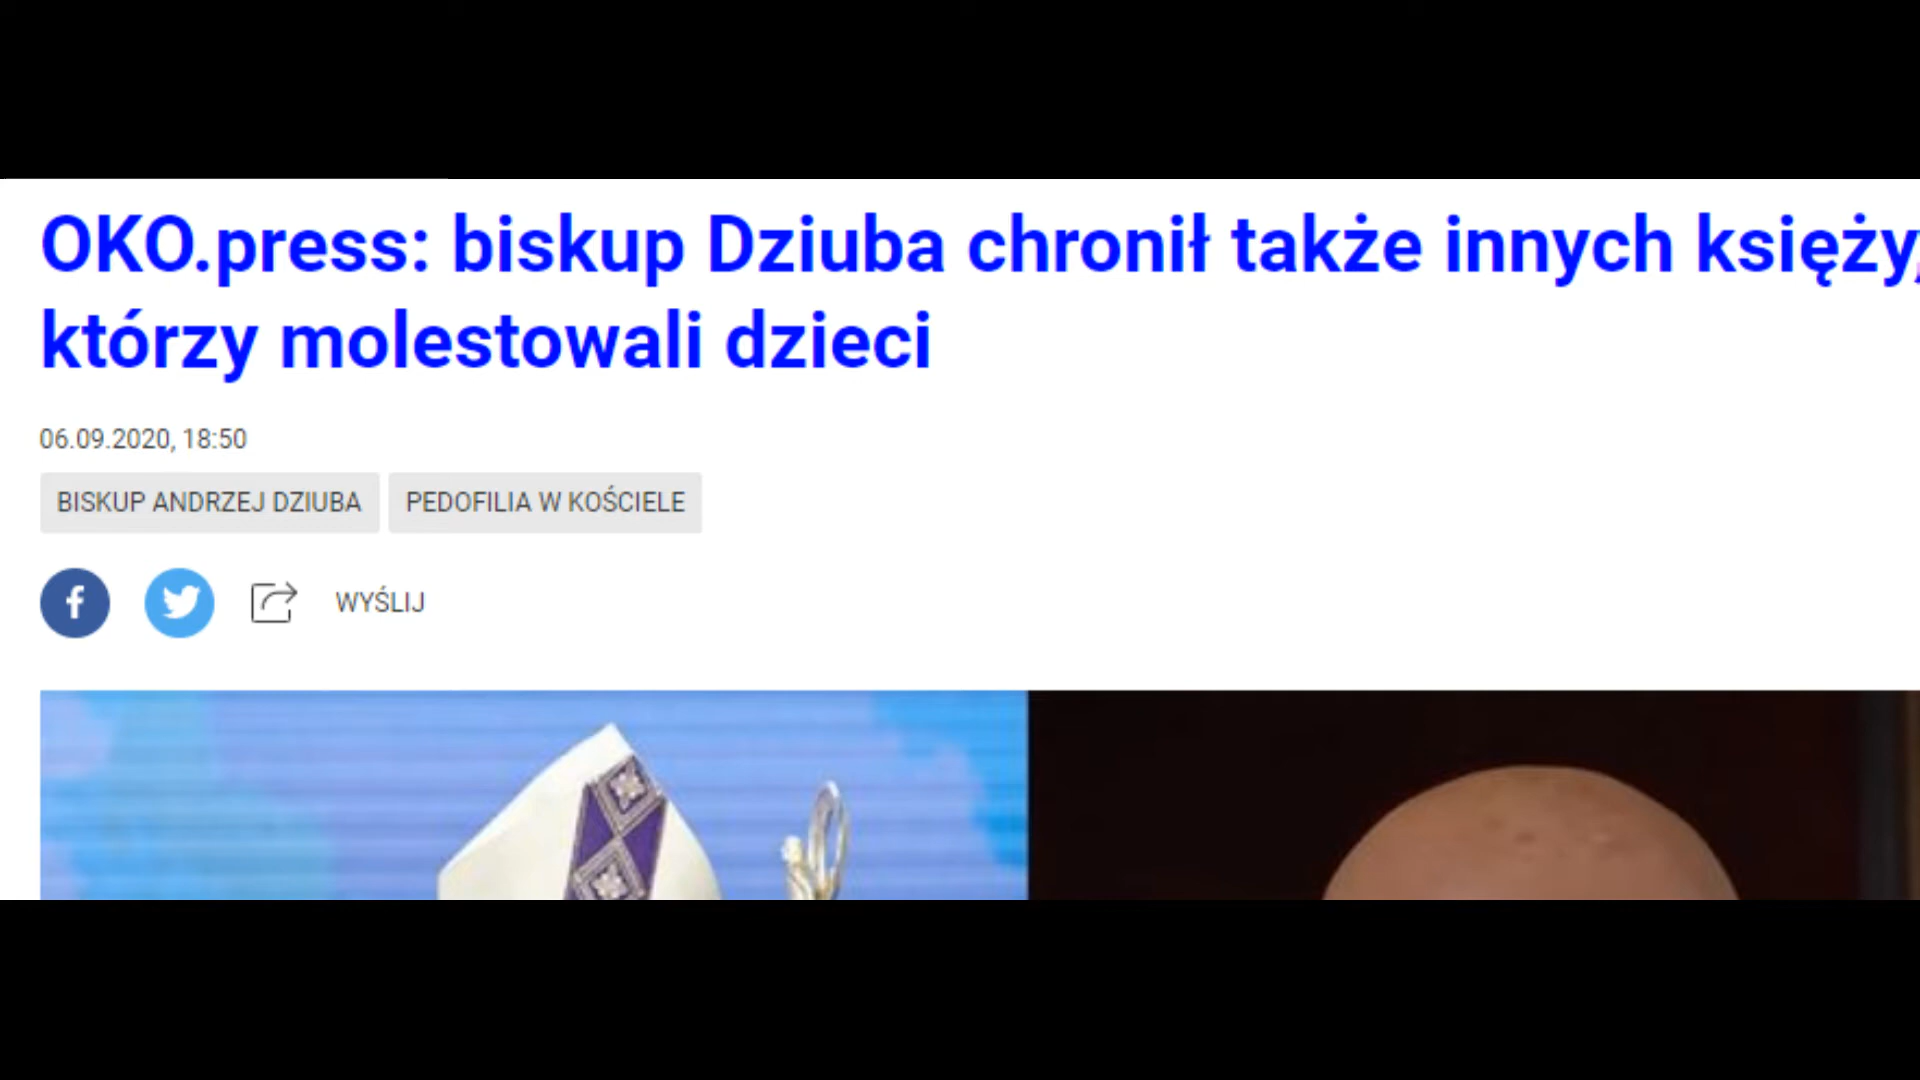 OKO.press: biskup Dziuba chronił także innych księży,
którzy molestowali dzieci
06.09.2020, 18:50
BISKUP ANDRZEJ DZIUBA PEDOFILIA W KOŚCIELE
WYŚLIJ